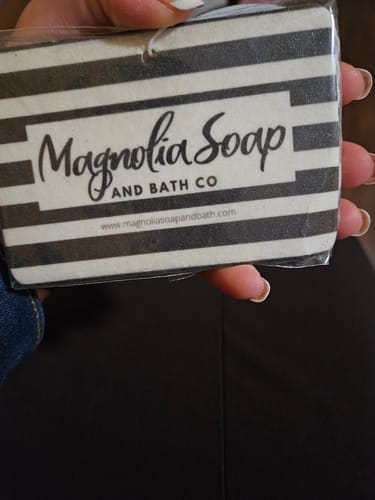 Magnolia Soap
AND BATH CO
www.magnoliasoapandbath.com